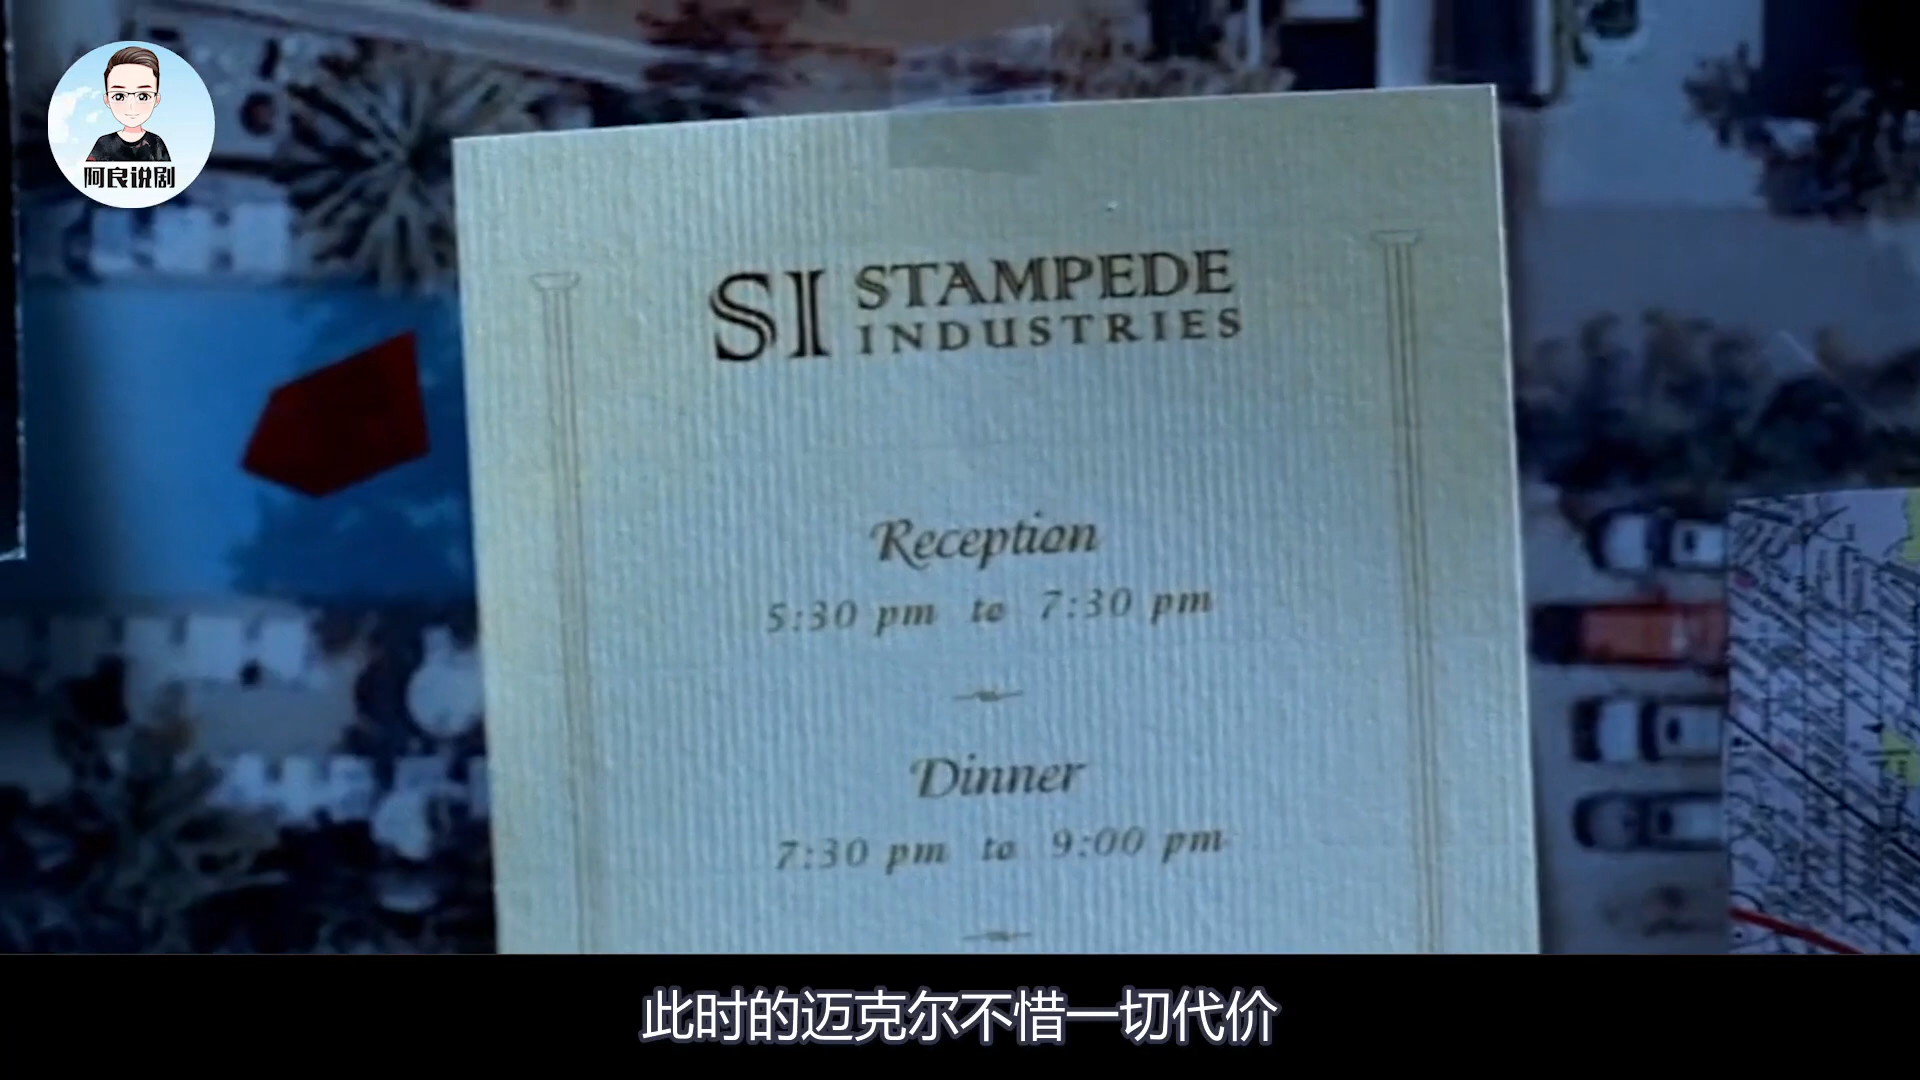 阿良说剧
SI STAMPEDE
INDUSTRIES
Reception
5:30 pm to 7:30 pm
Dinner
7:30 pm to 9:00 pm
此时的迈克尔不惜一切代价